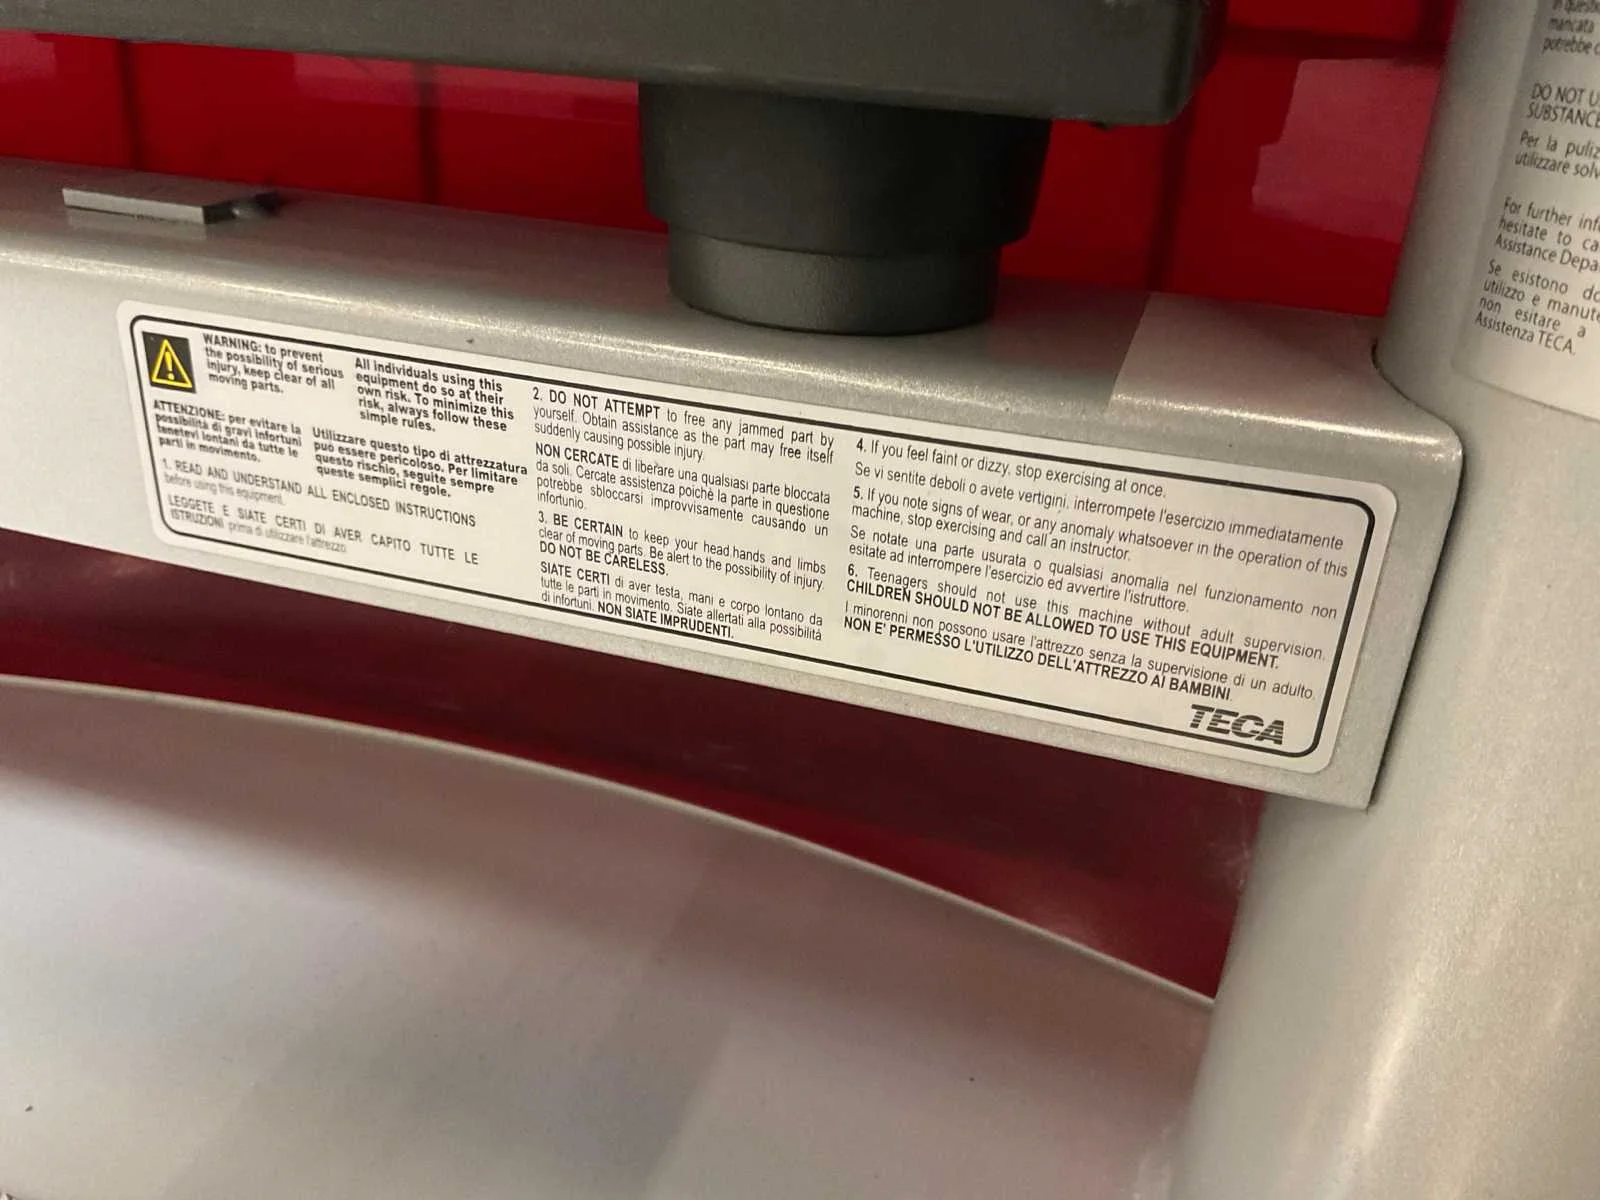 WARNING: to prevent
the possibility of serious
injury, keep clear of all
moving parts.
ATTENZIONE: per evitare la
possibilità di gravi infortuni
tenetevi lontani da tutte le
parti in movimento.
All individuals using this
equipment do so at their
own risk. To minimize this
risk, always follow these
simple rules.
Utilizzare questo tipo di attrezzatura
può essere pericoloso. Per limitare
questo rischio, seguite sempre
queste semplici regole.
1. READ AND UNDERSTAND ALL ENCLOSED INSTRUCTIONS
before using this equipment.
LEGGETE E SIATE CERTI DI AVER CAPITO TUTTE LE
ISTRUZIONI prima di utilizzare l'attrezzo
2. DO NOT ATTEMPT to free any jammed part by
yourself. Obtain assistance as the part may free itself
suddenly causing possible injury.
NON CERCATE di liberare una qualsiasi parte bloccata
da soli. Cercate assistenza poichè la parte in questione
potrebbe sbloccarsi improvvisamente causando un
infortunio.
3. BE CERTAIN to keep your head.hands and limbs
clear of moving parts. Be alert to the possibility of injury.
DO NOT BE CARELESS.
SIATE CERTI di aver testa, mani e corpo lontano da
tutte le parti in movimento. Siate allertati alla possibilità
di infortuni. NON SIATE IMPRUDENTI.
4. If you feel faint or dizzy, stop exercising at once.
Se vi sentite deboli o avete vertigini, interrompete l'esercizio immediatamente
5. If you note signs of wear, or any anomaly whatsoever in the operation of this
machine, stop exercising and call an instructor.
Se notate una parte usurata o qualsiasi anomalia nel funzionamento non
esitate ad interrompere l'esercizio ed avvertire l'istruttore.
6. Teenagers should not use this machine without adult supervision.
CHILDREN SHOULD NOT BE ALLOWED TO USE THIS EQUIPMENT.
I minorenni non possono usare l'attrezzo senza la supervisione di un adulto.
NON E' PERMESSO L'UTILIZZO DELL'ATTREZZO AI BAMBINI.
TECA
mancata
potrebbe
DO NOT
Per la
utilizzare
For further
hesitate to
Assistance
Se esistono
utilizzo e
non esitare a
Assistenza TECA.